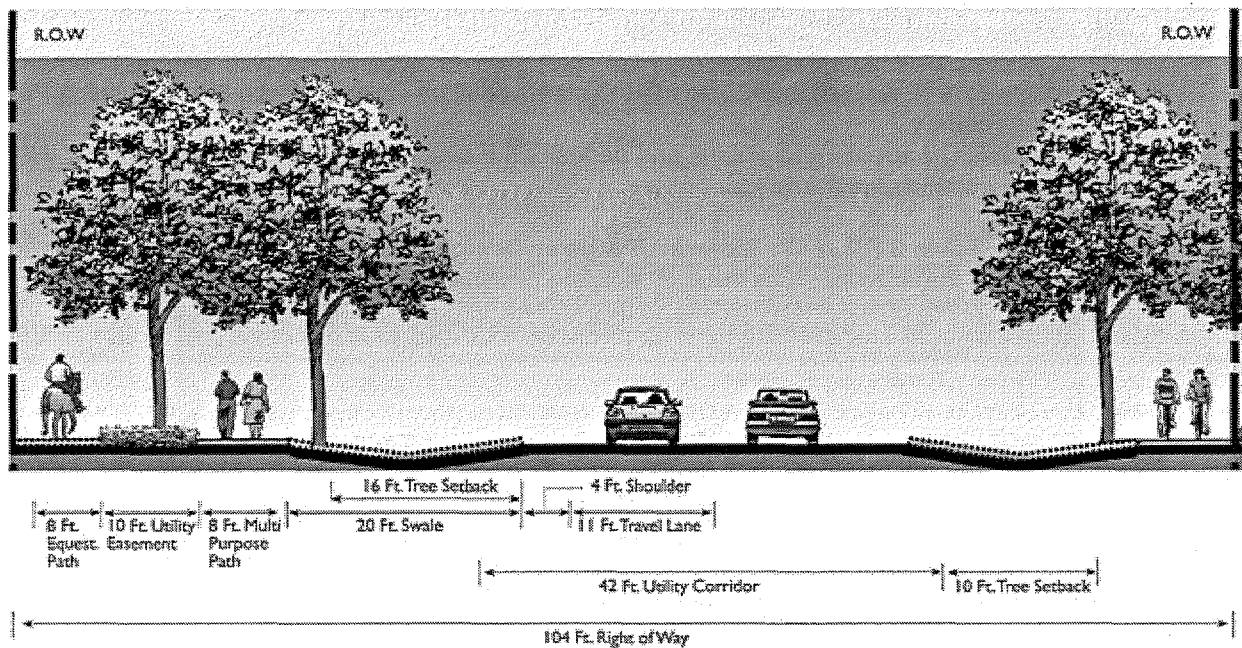 R.O.W
R.O.W
16 Ft. Tree Setback
4 Ft. Shoulder
8 Ft.
Equest.
Path
10 Ft. Utility
Easement
8 Ft. Multi
Purpose
Path
20 Ft. Swale
11 Ft. Travel Lane
42 Ft. Utility Corridor
10 Ft. Tree Setback
104 Ft. Right of Way